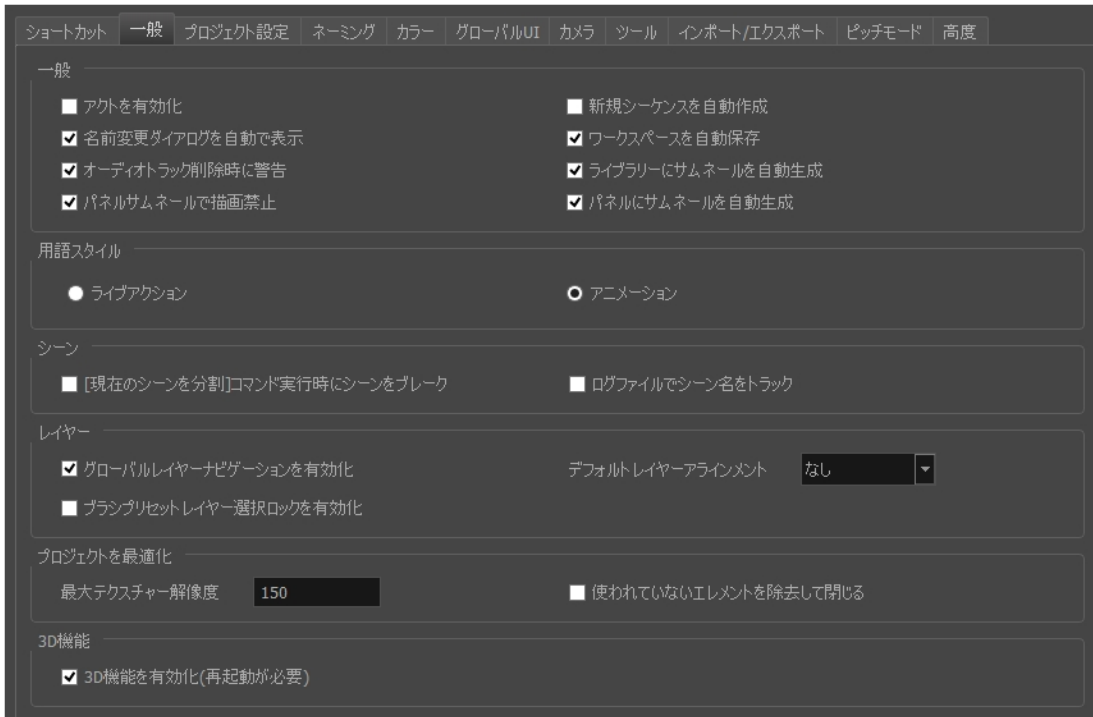 ショートカット 一般 プロジェクト設定 ネーミング カラー グローバルUI カメラ ツール インポート/エクスポート ピッチモード 高度
一般
アクトを有効化 新規シーケンスを自動作成
名前変更ダイアログを自動で表示 ワークスペースを自動保存
オーディオトラック削除時に警告 ライブラリーにサムネールを自動生成
パネルサムネールで描画禁止 パネルにサムネールを自動生成
用語スタイル
ライブアクション アニメーション
シーン
[現在のシーンを分割]コマンド実行時にシーンをブレーク ログファイルでシーン名をトラック
レイヤー
グローバルレイヤーナビゲーションを有効化 デフォルトレイヤーアラインメント なし
ブラシプリセットレイヤー選択ロックを有効化
プロジェクトを最適化
最大テクスチャー解像度 150 使われていないエレメントを除去して閉じる
3D機能
3D機能を有効化(再起動が必要)